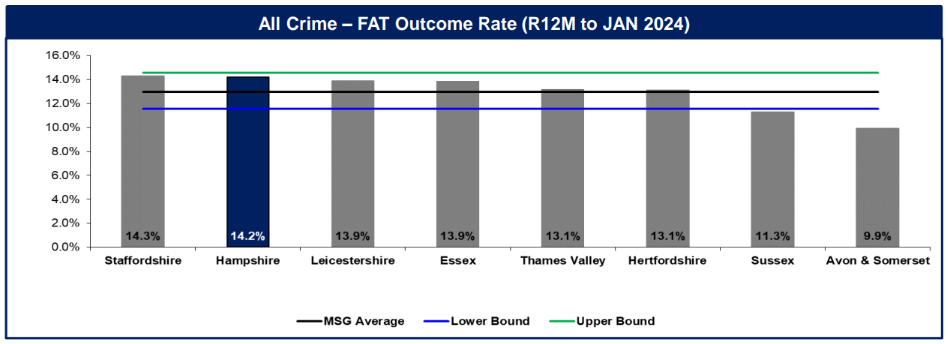 All Crime – FAT Outcome Rate (R12M to JAN 2024)
16.0%
14.0%
12.0%
10.0%
8.0%
6.0%
4.0%
2.0%
0.0%
14.3% 14.2% 13.9% 13.9% 13.1% 13.1% 11.3% 9.9%
Staffordshire Hampshire Leicestershire Essex Thames Valley Hertfordshire Sussex Avon & Somerset
MSG Average Lower Bound Upper Bound